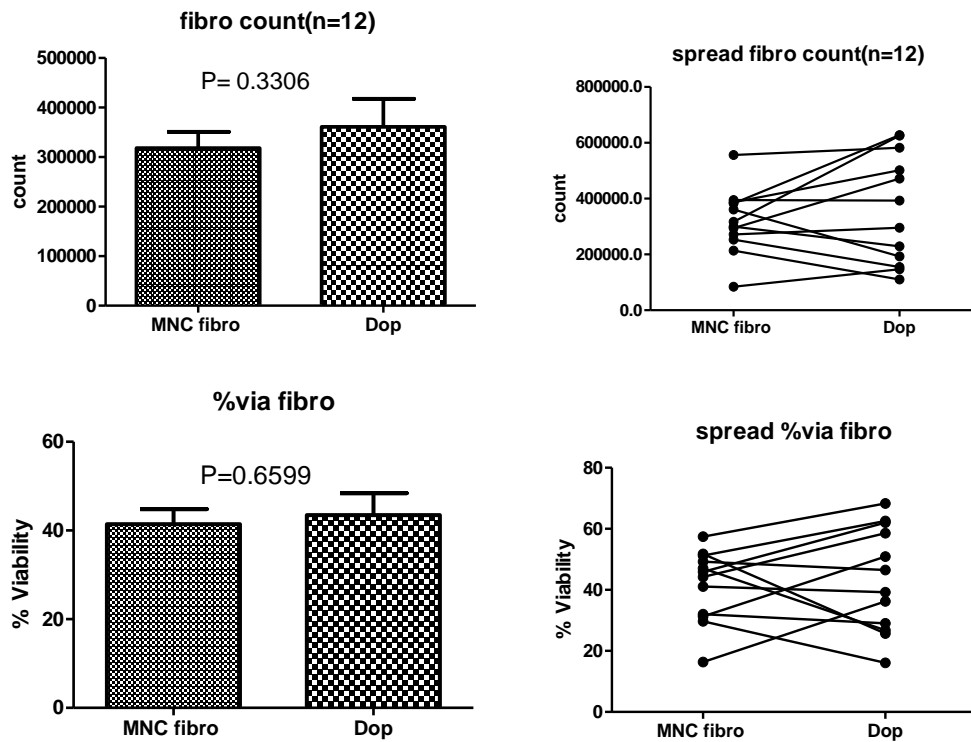 fibro count(n=12)
500000
400000
300000
200000
100000
0
count
P= 0.3306
MNC fibro
Dop
spread fibro count(n=12)
800000.0
600000.0
400000.0
200000.0
0.0
count
MNC fibro
Dop
%via fibro
60
40
20
0
% Viability
P=0.6599
MNC fibro
Dop
spread %via fibro
80
60
40
20
0
% Viability
MNC fibro
Dop